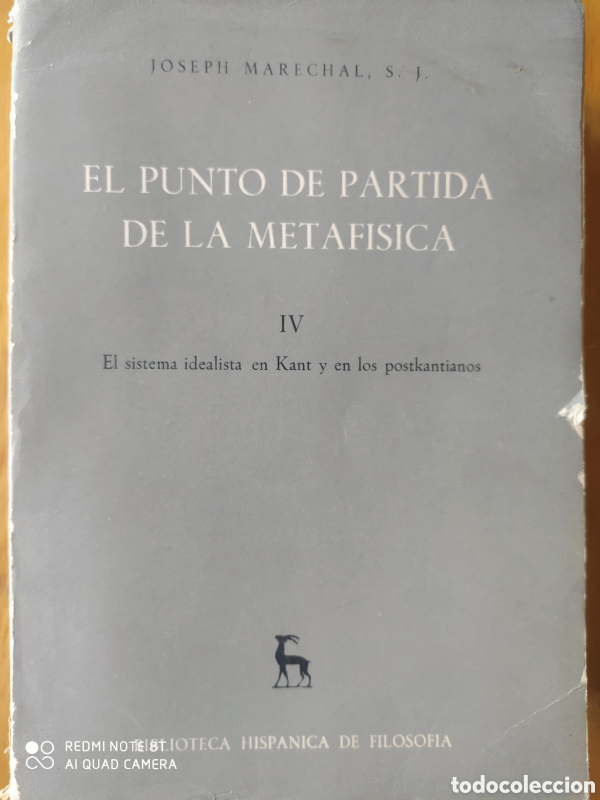 JOSEPH MARECHAL, S. J.
EL PUNTO DE PARTIDA
DE LA METAFISICA
IV
El sistema idealista en Kant y en los postkantianos
BIBLIOTECA HISPANICA DE FILOSOFIA
REDMI NOTE 8T
AI QUAD CAMERA
todocoleccion